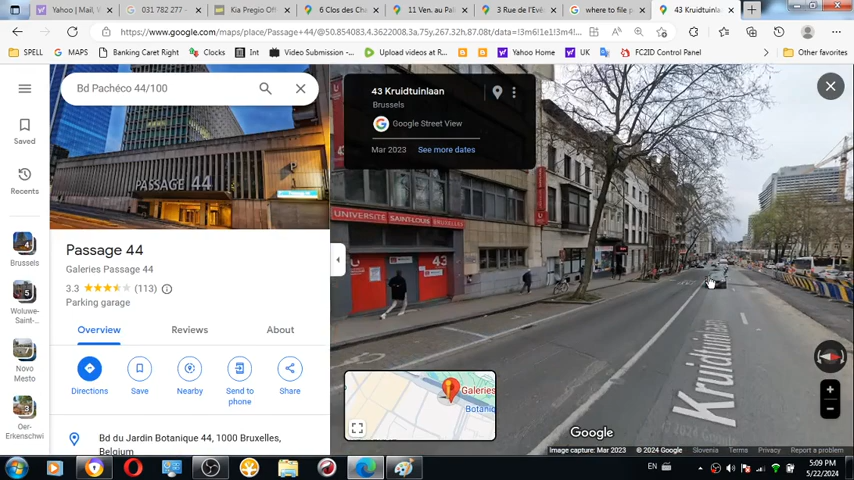 Yahoo | Mail, W
031 782 277 -
Kia Pregio Off
6 Clos des Ch
11 Ven. au Pal
3 Rue de l'Evê
where to file p
43 Kruidtuinla
https://www.google.com/maps/place/Passage+44/@50.854083,4.3622008,3a,75y,267.32h,87.08t/data=!3m6!1e1!3m4!...
SPELL
MAPS
Banking Caret Right
Clocks
Video Submission -...
Upload videos at R...
Yahoo Home
YUL
FC2ID Control Panel
Other favorites
Bd Pachéco 44/100
Saved
Recents
Brussels
Woluwe-
Saint-...
Novo
Mesto
Oer-
Erkenschwi
PASSAGE 44
Passage 44
Galeries Passage 44
3.3 (113)
Parking garage
Overview
Reviews
About
Directions
Save
Nearby
Send to
phone
Share
Bd du Jardin Botanique 44, 1000 Bruxelles,
Belgium
43 Kruidtuinlaan
Brussels
Google Street View
Mar 2023
See more dates
UNIVERSITÉ SAINT-LOUIS BRUXELLES
43
Kruidtuinlaan
Galeries
Botaniq
Google
Image capture: Mar 2023
© 2024 Google
Slovenia
Terms
Privacy
Report a problem
EN
5:09 PM
5/22/2024